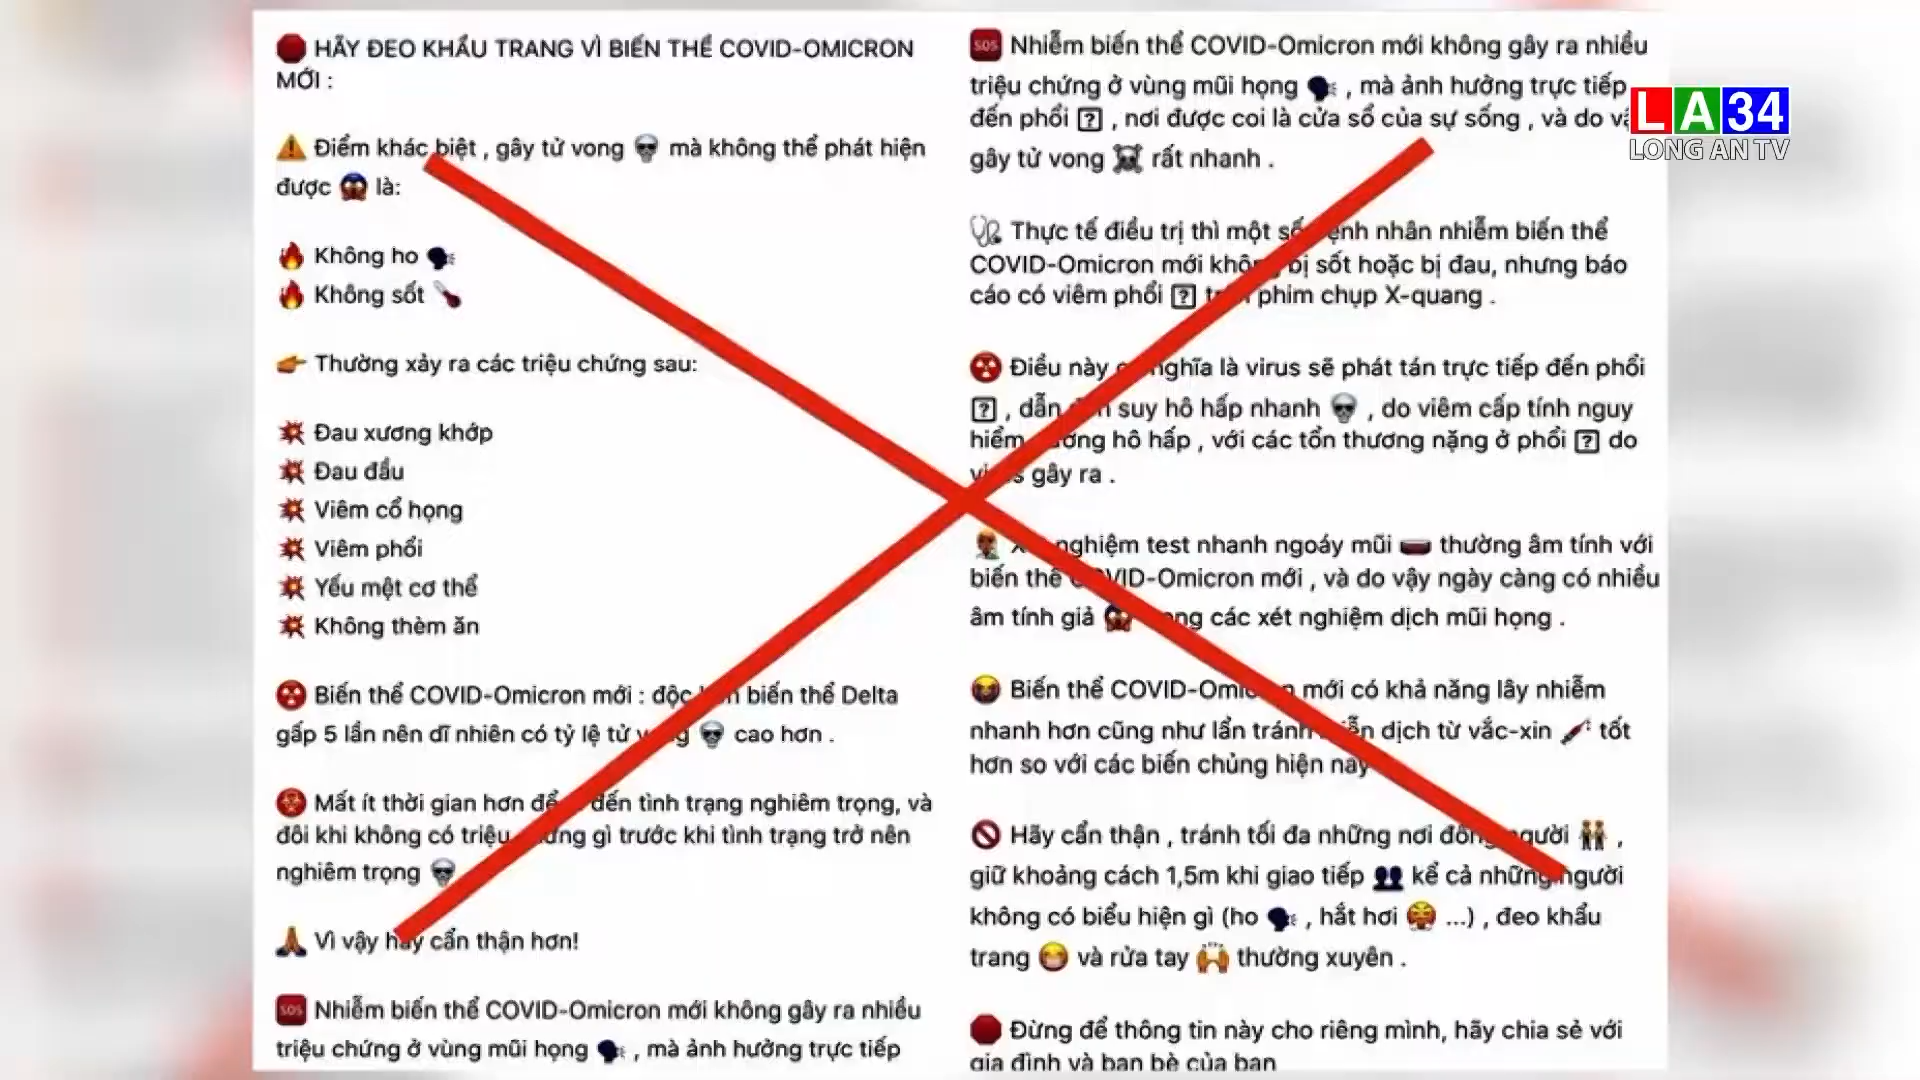 HÃY ĐEO KHẨU TRANG VÌ BIẾN THỂ COVID-OMICRON
MỚI :
Điểm khác biệt , gây tử vong mà không thể phát hiện
được là:
Không ho
Không sốt
Thường xảy ra các triệu chứng sau:
Đau xương khớp
Đau đầu
Viêm cổ họng
Viêm phổi
Yếu mệt cơ thể
Không thèm ăn
Biến thể COVID-Omicron mới : độc biến thể Delta
gấp 5 lần nên dĩ nhiên có tỷ lệ tử cao hơn .
Mất ít thời gian hơn để đến tình trạng nghiêm trọng, và
đôi khi không có triệu chứng gì trước khi tình trạng trở nên
nghiêm trọng
Vì vậy hãy cẩn thận hơn!
SOS Nhiễm biến thể COVID-Omicron mới không gây ra nhiều
triệu chứng ở vùng mũi họng , mà ảnh hưởng trực tiếp
SOS Nhiễm biến thể COVID-Omicron mới không gây ra nhiều
triệu chứng ở vùng mũi họng , mà ảnh hưởng trực tiếp
đến phổi , nơi được coi là cửa sổ của sự sống , và do
gây tử vong rất nhanh .
Thực tế điều trị thì một số bệnh nhân nhiễm biến thể
COVID-Omicron mới không bị sốt hoặc bị đau, nhưng báo
cáo có viêm phổi trên phim chụp X-quang .
Điều này có nghĩa là virus sẽ phát tán trực tiếp đến phổi
, dẫn đến suy hô hấp nhanh , do viêm cấp tính nguy
hiểm đường hô hấp , với các tổn thương nặng ở phổi do
virus gây ra .
Xét nghiệm test nhanh ngoáy mũi thường âm tính với
biến thể COVID-Omicron mới , và do vậy ngày càng có nhiều
âm tính giả trong các xét nghiệm dịch mũi họng .
Biến thể COVID-Omicron mới có khả năng lây nhiễm
nhanh hơn cũng như lẩn tránh miễn dịch từ vắc-xin tốt
hơn so với các biến chủng hiện nay
Hãy cẩn thận , tránh tối đa những nơi đông người ,
giữ khoảng cách 1,5m khi giao tiếp kể cả những người
không có biểu hiện gì (ho , hắt hơi ...) , đeo khẩu
trang và rửa tay thường xuyên .
Đừng để thông tin này cho riêng mình, hãy chia sẻ với
gia đình và bạn bè của bạn
LA34
LONG AN TV